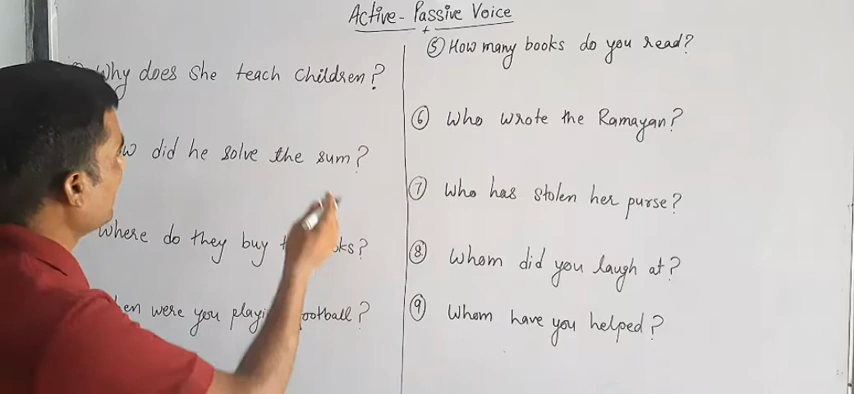 Active-Passive Voice
Why does she teach children?
did he solve the sum?
Where do they buy
were you football?
⑤ How many books do you read?
⑥ Who wrote the Ramayan?
⑦ Who has stolen her purse?
⑧ Whom did you laugh at?
⑨ Whom have you helped?